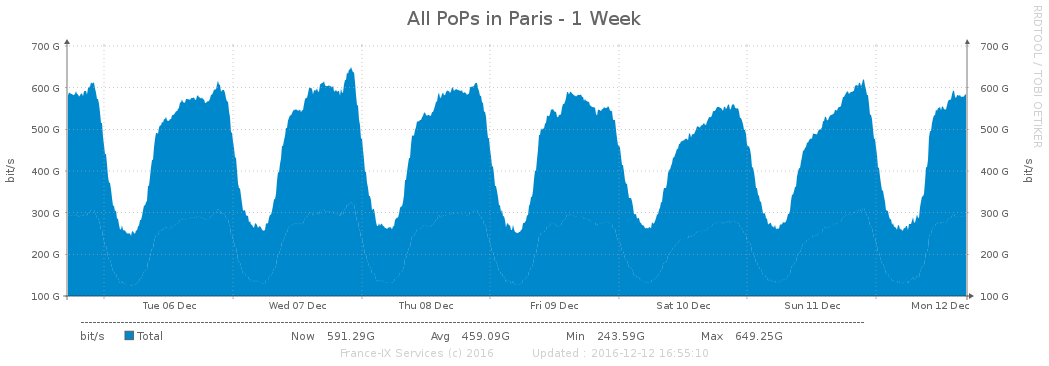 All PoPs in Paris - 1 Week
RRDTOOL / TOBI OETIKER
700 G 700 G
600 G 600 G
500 G 500 G
400 G 400 G
300 G 300 G
200 G 200 G
100 G 100 G
bit/s
bit/s
Tue 06 Dec Wed 07 Dec Thu 08 Dec Fri 09 Dec Sat 10 Dec Sun 11 Dec Mon 12 Dec
bit/s Total Now 591.29G Avg 459.09G Min 243.59G Max 649.25G
France-IX Services (c) 2016 Updated : 2016-12-12 16:55:10